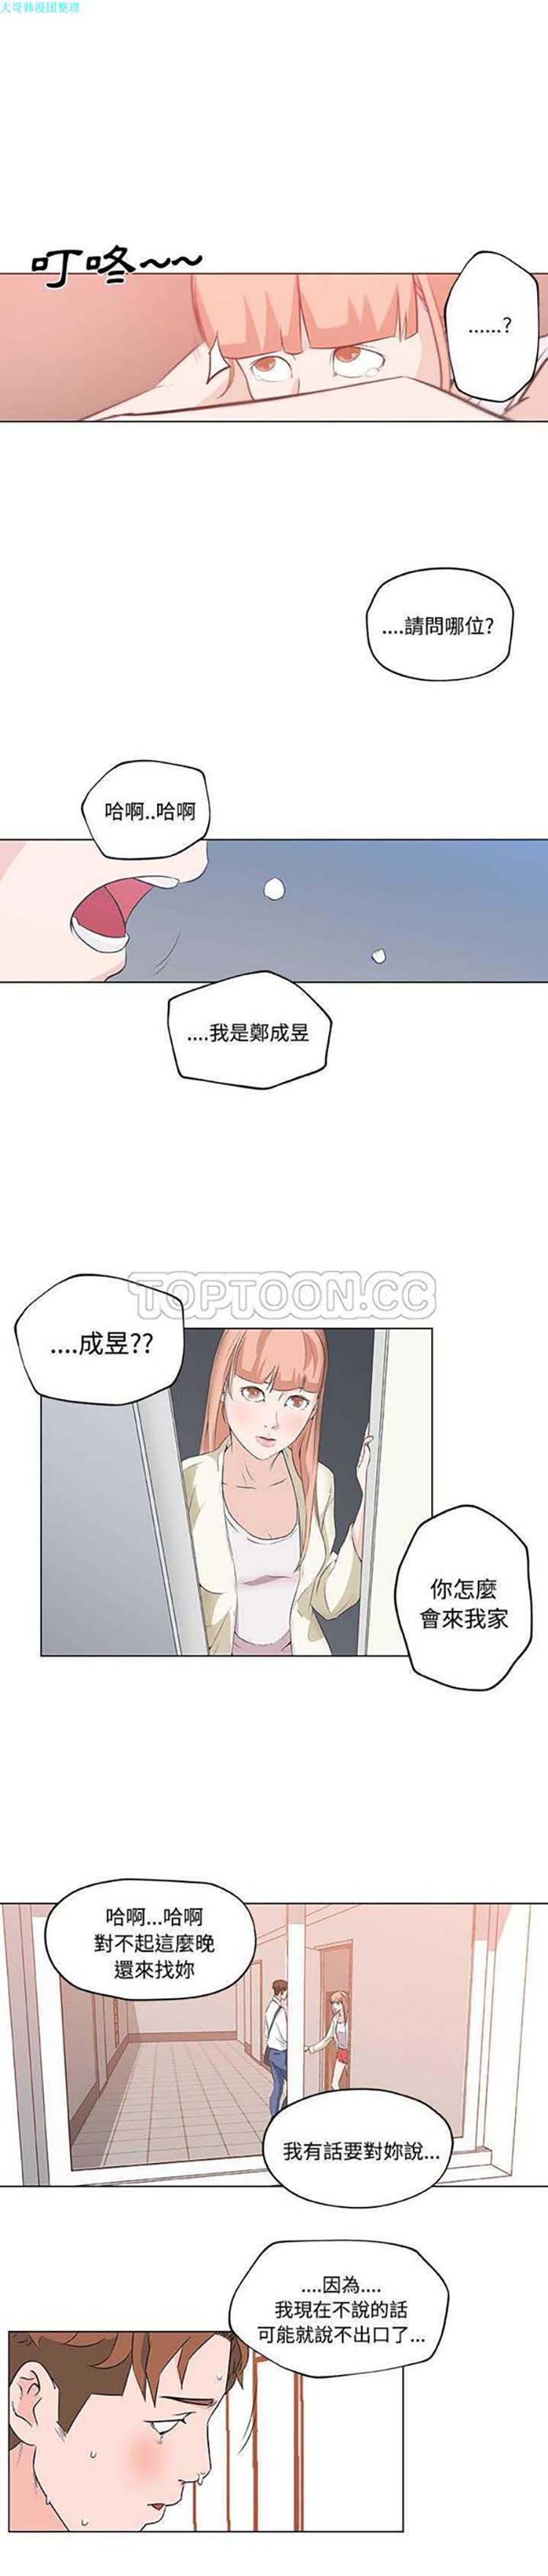 大哥韩漫团整理
叮咚~~
......?
....請問哪位?
哈啊..哈啊
....我是鄭成昱
TOPTOON.CC
....成昱??
你怎麼
會來我家
哈啊...哈啊
對不起這麼晚
還來找妳
我有話要對妳說...
....因為....
我現在不說的話
可能就說不出口了...